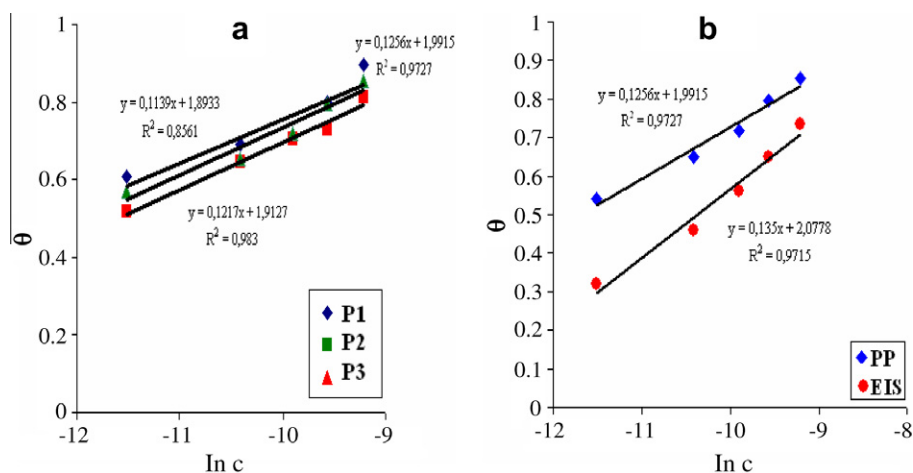 a
y = 0,1256x + 1,9915
R² = 0,9727
y = 0,1139x + 1,8933
R² = 0,8561
y = 0,1217x + 1,9127
R² = 0,983
P1
P2
P3
1
0.8
0.6
0.4
0.2
0
θ
-12
-11
-10
-9
In c
b
y = 0,1256x + 1,9915
R² = 0,9727
y = 0,135x + 2,0778
R² = 0,9715
PP
EIS
1
0.9
0.8
0.7
0.6
0.5
0.4
0.3
0.2
0.1
0
θ
-12
-11
-10
-9
-8
In c